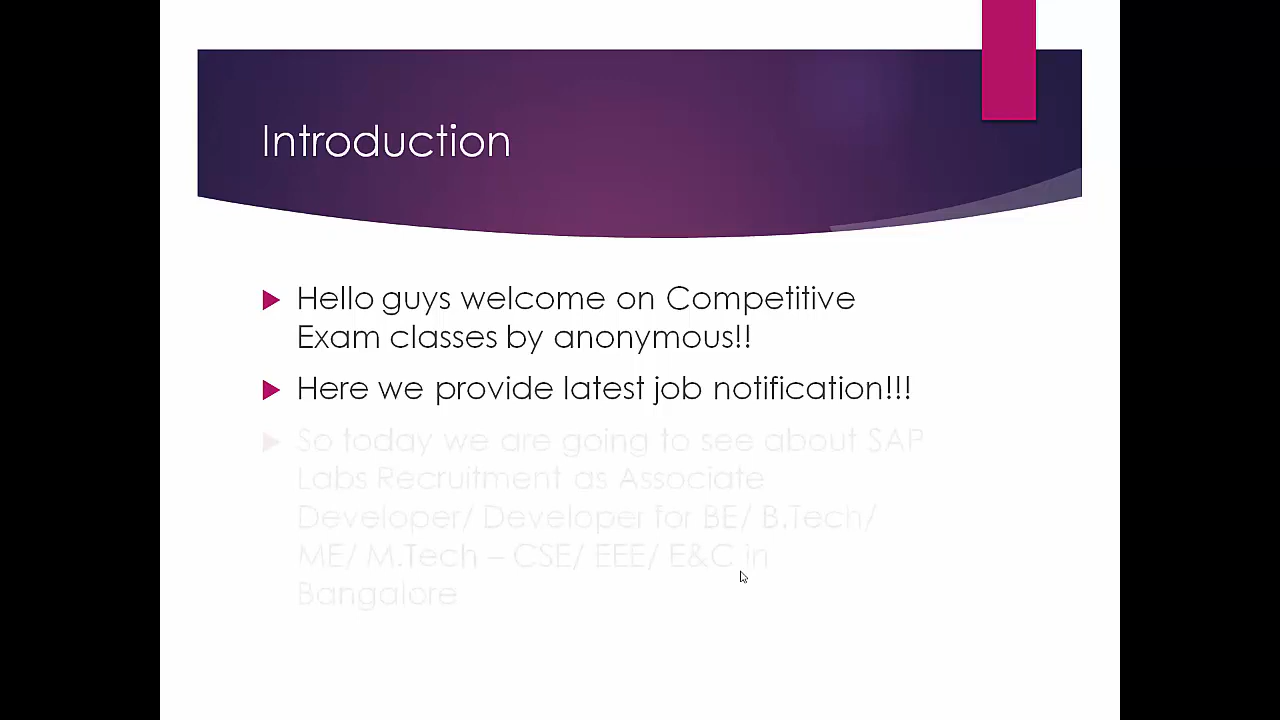 Introduction
Hello guys welcome on Competitive
Exam classes by anonymous!!
Here we provide latest job notification!!!
So today we are going to see about SAP
Labs Recruitment as Associate
Developer/ Developer for BE/ B.Tech/
ME/ M.Tech – CSE/ EEE/ E&C in
Bangalore